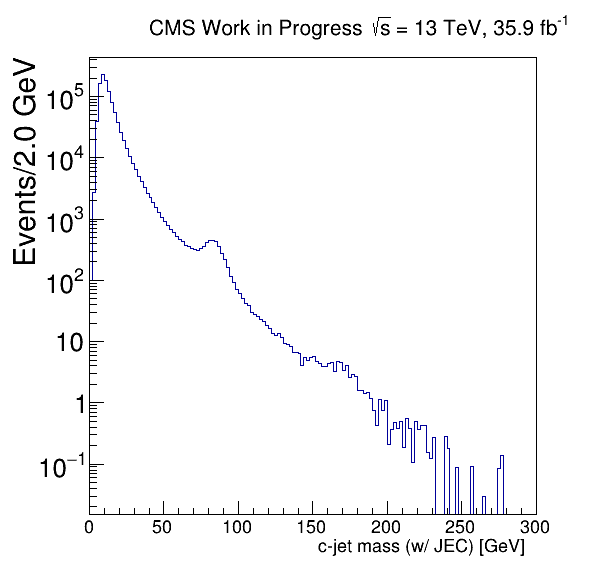 CMS Work in Progress √s = 13 TeV, 35.9 fb⁻¹
Events/2.0 GeV
10⁵
10⁴
10³
10²
10
1
10⁻¹
0 50 100 150 200 250 300
c-jet mass (w/ JEC) [GeV]